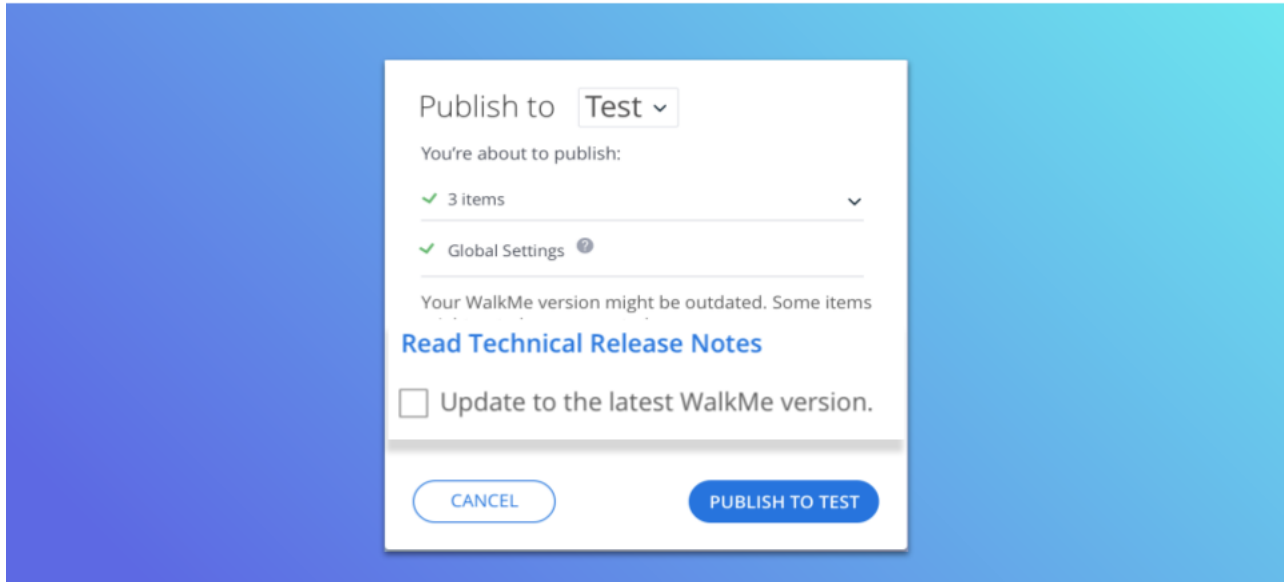 Publish to Test
You're about to publish:
3 items
Global Settings ?
Your WalkMe version might be outdated. Some items
Read Technical Release Notes
Update to the latest WalkMe version.
CANCEL PUBLISH TO TEST